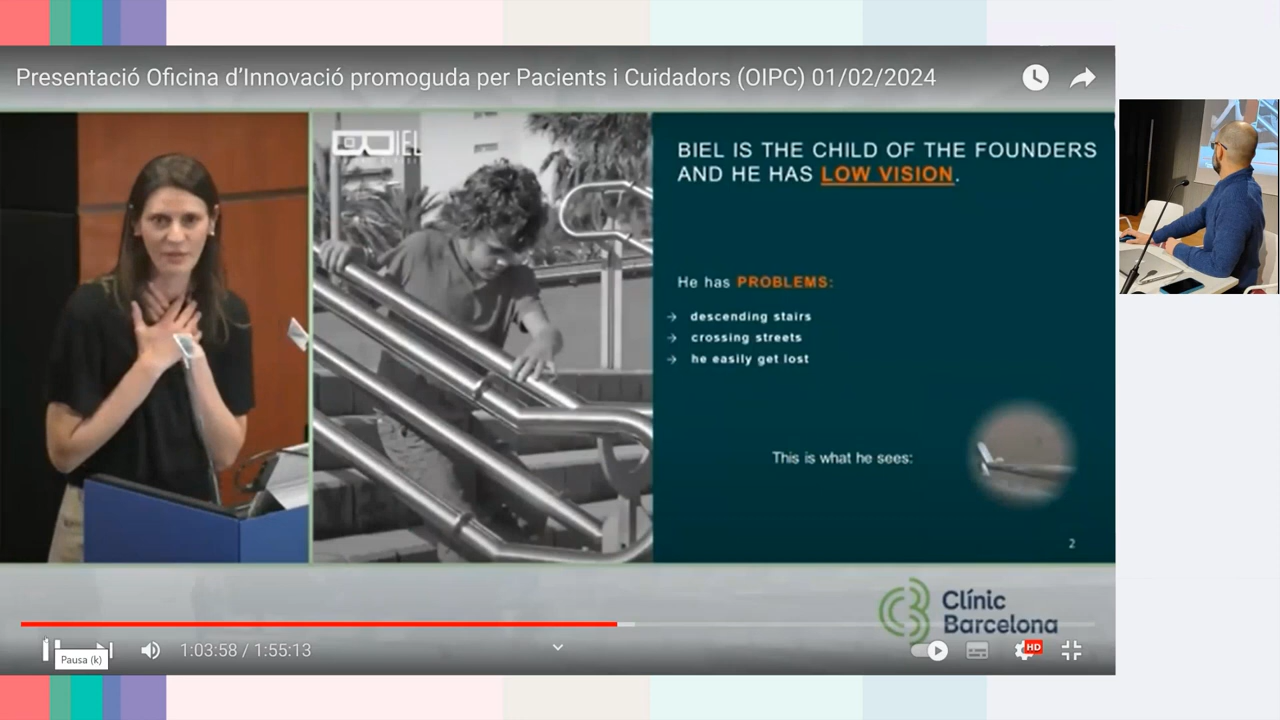 Presentació Oficina d'Innovació promoguda per Pacients i Cuidadors (OIPC) 01/02/2024
BIEL
BIEL IS THE CHILD OF THE FOUNDERS
AND HE HAS LOW VISION.
He has PROBLEMS:
→ descending stairs
→ crossing streets
→ he easily get lost
This is what he sees:
2
Clínic
Barcelona
1:03:58 / 1:55:13
HD
Pausa (k)